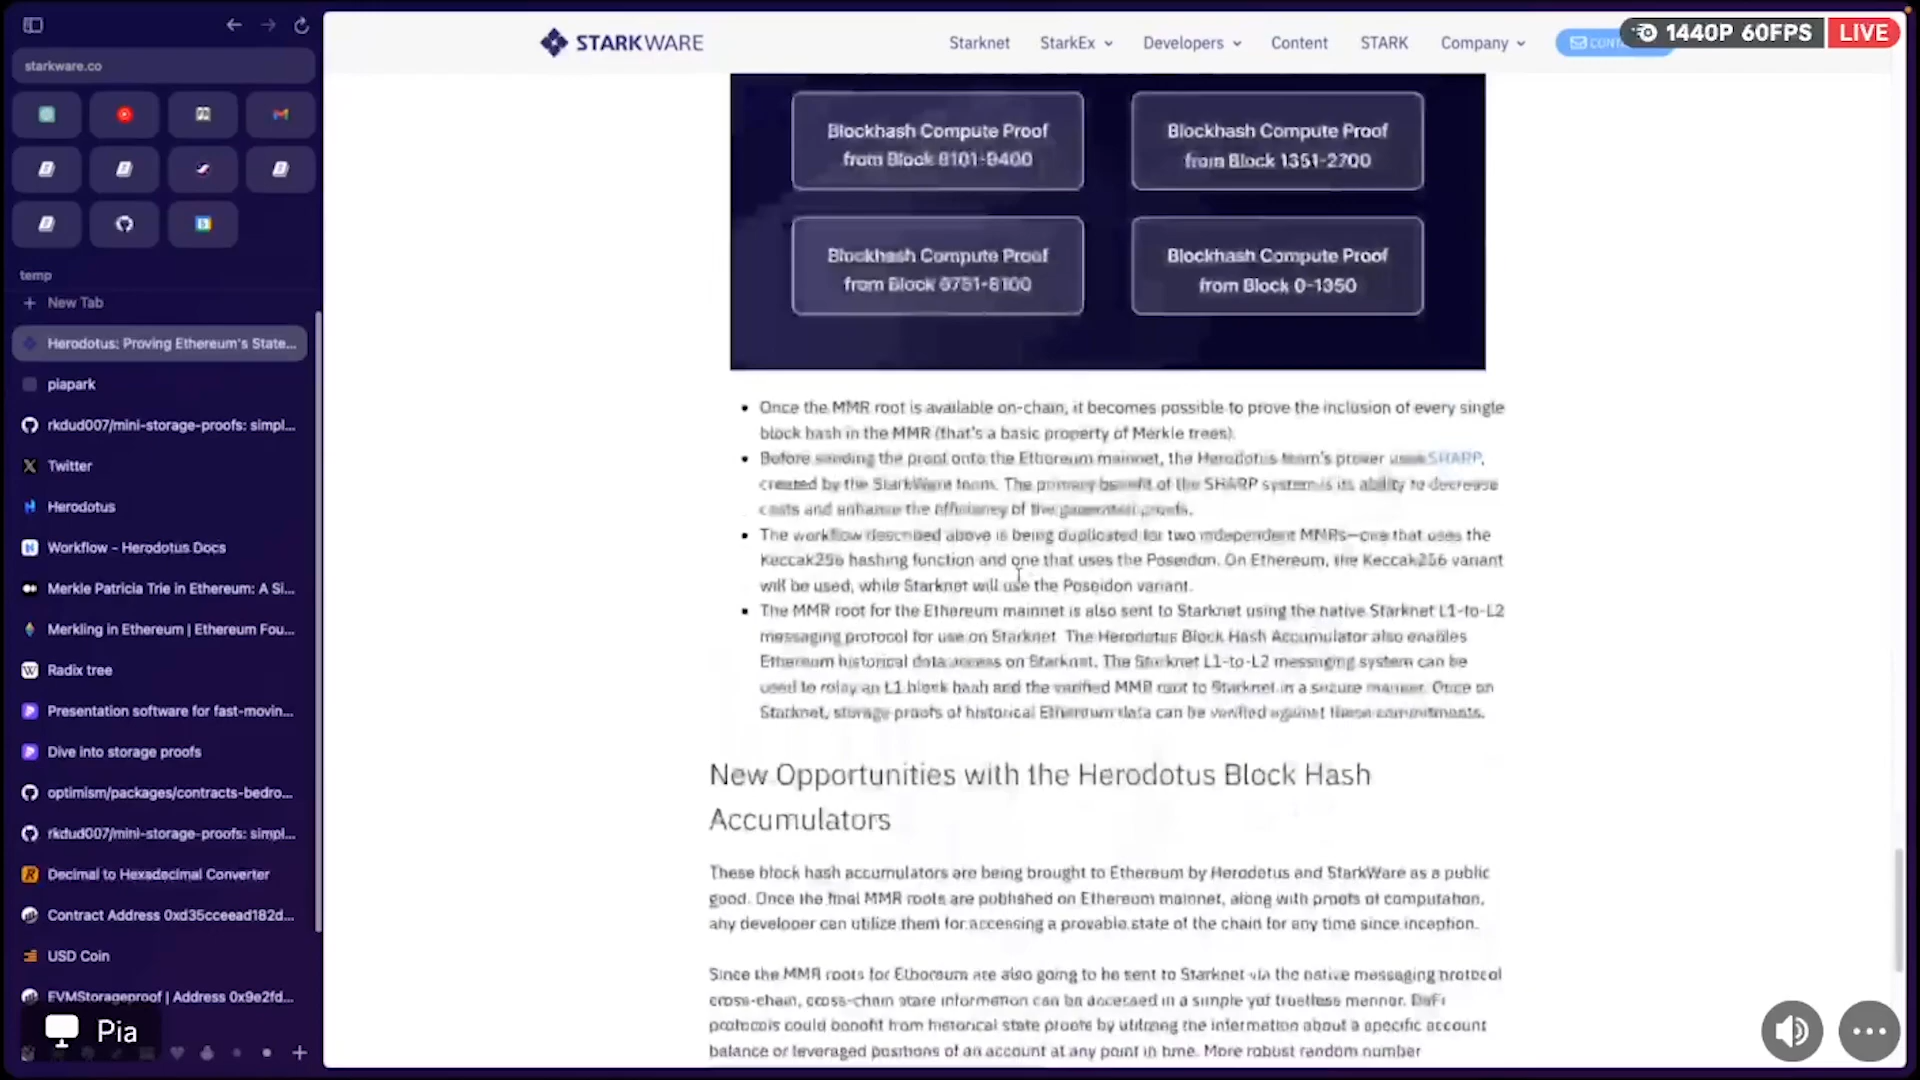 starkware.co
temp
New Tab
Herodotus: Proving Ethereum's State...
piapark
rkdud007/mini-storage-proofs: simpl...
Twitter
Herodotus
Workflow – Herodotus Docs
Merkle Patricia Trie in Ethereum: A Si...
Merkling in Ethereum | Ethereum Fou...
Radix tree
Presentation software for fast-movin...
Dive into storage proofs
optimism/packages/contracts-bedro...
rkdud007/mini-storage-proofs: simpl...
Decimal to Hexadecimal Converter
Contract Address 0xd35cceead182d...
USD Coin
EVMStorageproof | Address 0x9e2fd...
Pia
STARKWARE
Starknet
StarkEx
Developers
Content
STARK
Company
1440P 60FPS
LIVE
Blockhash Compute Proof
from Block 8101-9400
Blockhash Compute Proof
from Block 1351-2700
Blockhash Compute Proof
from Block 6751-8100
Blockhash Compute Proof
from Block 0-1350
Once the MMR root is available on-chain, it becomes possible to prove the inclusion of every single
block hash in the MMR (that's a basic property of Merkle trees).
Before sending the proof onto the Ethereum mainnet, the Herodotus team's prover uses SHARP,
created by the StarkWare team. The primary benefit of the SHARP system is its ability to decrease
costs and enhance the efficiency of the generated proofs.
The workflow described above is being duplicated for two independent MMRs—one that uses the
Keccak256 hashing function and one that uses the Poseidon. On Ethereum, the Keccak256 variant
will be used, while Starknet will use the Poseidon variant.
The MMR root for the Ethereum mainnet is also sent to Starknet using the native Starknet L1-to-L2
messaging protocol for use on Starknet. The Herodotus Block Hash Accumulator also enables
Ethereum historical data access on Starknet. The Starknet L1-to-L2 messaging system can be
used to relay an L1 block hash and the verified MMR root to Starknet in a secure manner. Once on
Starknet, storage proofs of historical Ethereum data can be verified against these commitments.
New Opportunities with the Herodotus Block Hash
Accumulators
These block hash accumulators are being brought to Ethereum by Herodotus and StarkWare as a public
good. Once the final MMR roots are published on Ethereum mainnet, along with proofs of computation,
any developer can utilize them for accessing a provable state of the chain for any time since inception.
Since the MMR roots for Ethereum are also going to be sent to Starknet via the native messaging protocol
cross-chain, cross-chain state information can be accessed in a simple yet trustless manner. DeFi
protocols could benefit from historical state proofs by utilizing the information about a specific account
balance or leveraged positions of an account at any point in time. More robust random number